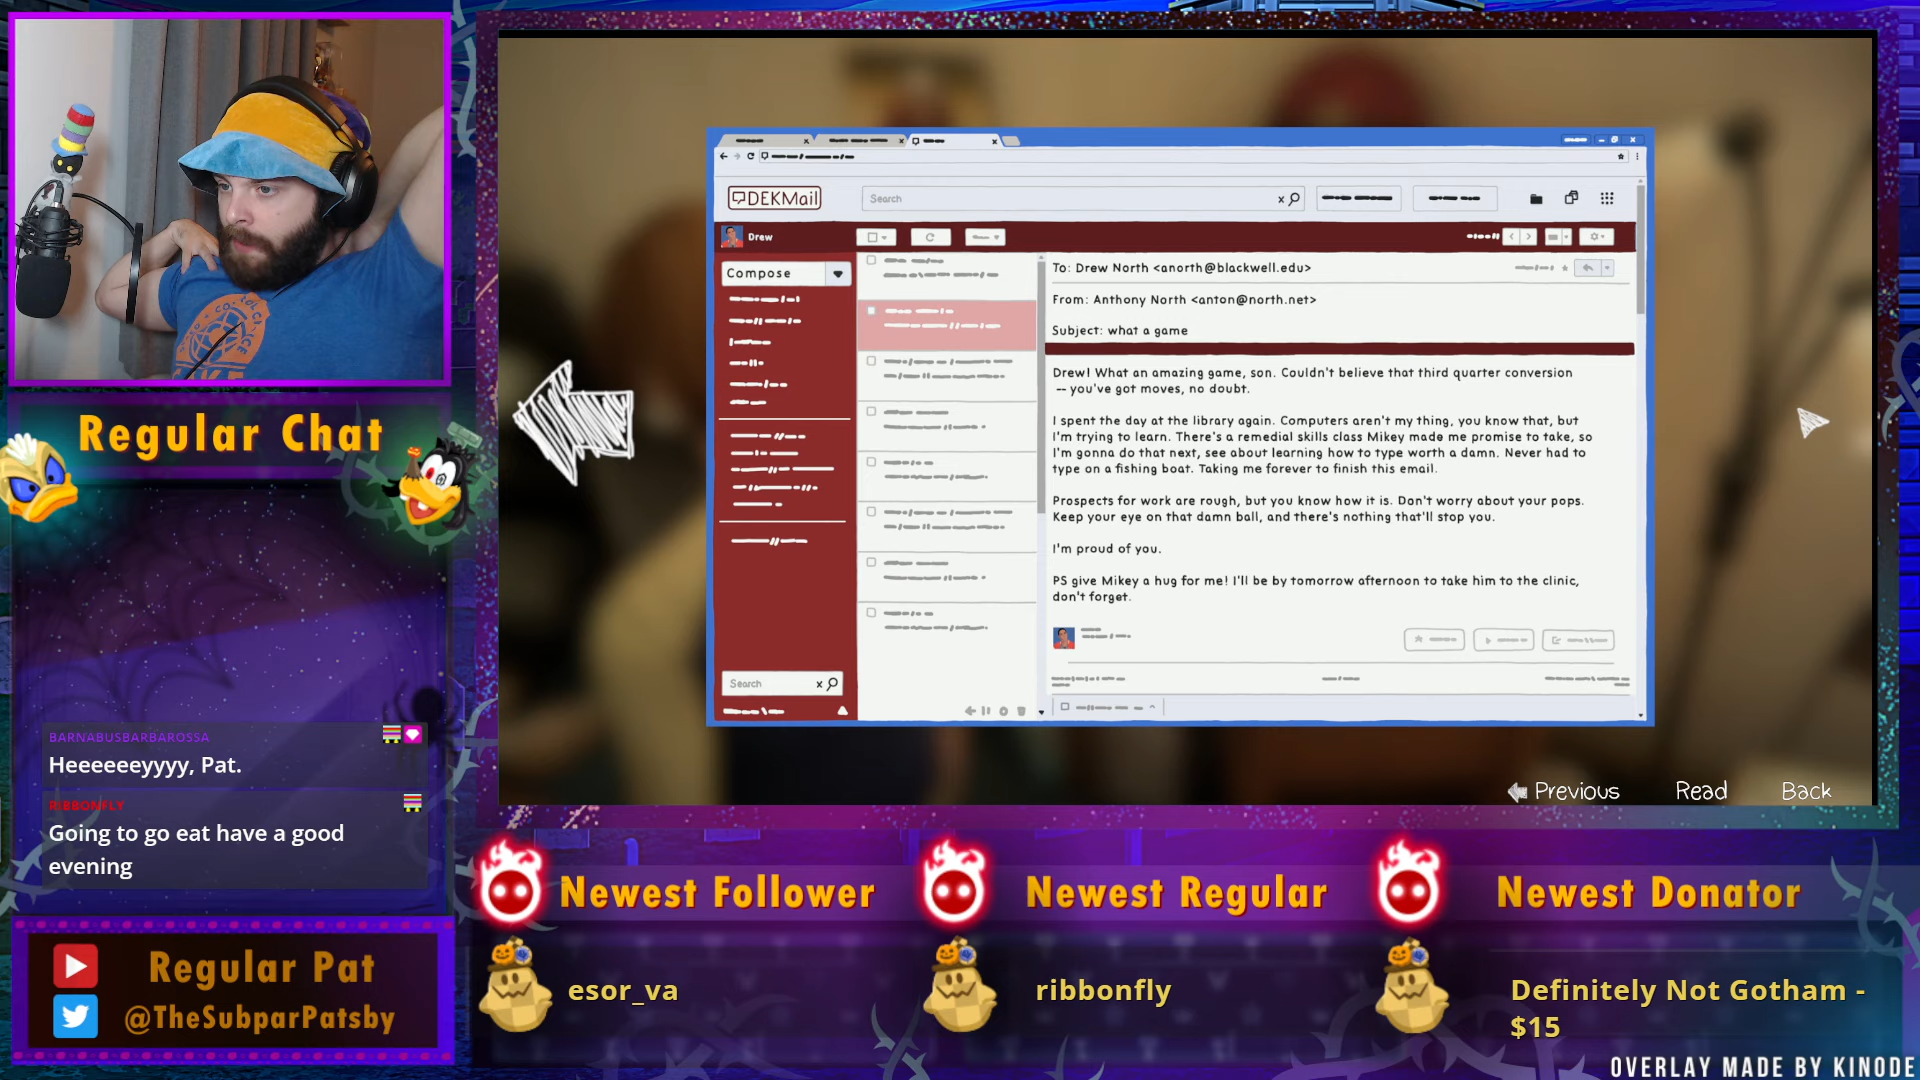 DEKMail
Search
Drew
Compose
To: Drew North <anorth@blackwell.edu>
From: Anthony North <anton@north.net>
Subject: what a game
Drew! What an amazing game, son. Couldn't believe that third quarter conversion
-- you've got moves, no doubt.
I spent the day at the library again. Computers aren't my thing, you know that, but
I'm trying to learn. There's a remedial skills class Mikey made me promise to take, so
I'm gonna do that next, see about learning how to type worth a damn. Never had to
type on a fishing boat. Taking me forever to finish this email.
Prospects for work are rough, but you know how it is. Don't worry about your pops.
Keep your eye on that damn ball, and there's nothing that'll stop you.
I'm proud of you.
PS give Mikey a hug for me! I'll be by tomorrow afternoon to take him to the clinic,
don't forget.
Search
Previous
Read
Back
Regular Chat
BARNABUSBARBAROSSA
Heeeeeeyyyy, Pat.
RIBBONFLY
Going to go eat have a good
evening
Regular Pat
@TheSubparPatsby
Newest Follower
esor_va
Newest Regular
ribbonfly
Newest Donator
Definitely Not Gotham -
$15
OVERLAY MADE BY KINODE